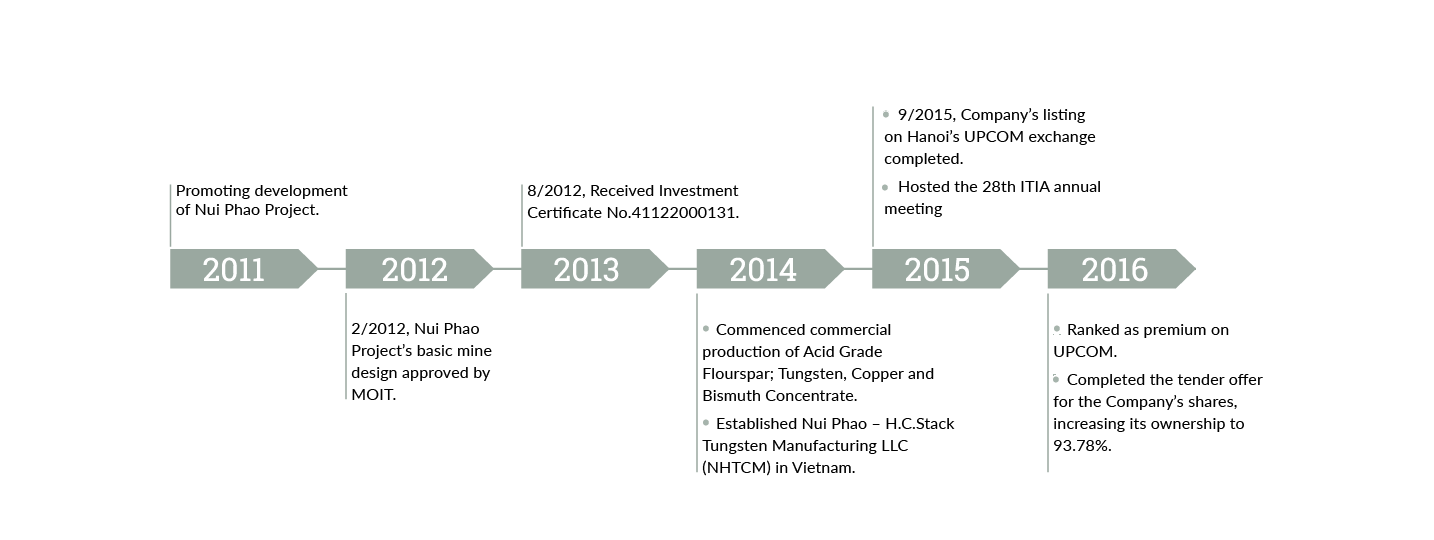 9/2015, Company's listing
on Hanoi's UPCOM exchange
completed.
Hosted the 28th ITIA annual
meeting
Promoting development
of Nui Phao Project.
8/2012, Received Investment
Certificate No.41122000131.
2011
2012
2013
2014
2015
2016
2/2012, Nui Phao
Project's basic mine
design approved by
MOIT.
Commenced commercial
production of Acid Grade
Flourspar; Tungsten, Copper and
Bismuth Concentrate.
Established Nui Phao – H.C.Stack
Tungsten Manufacturing LLC
(NHTCM) in Vietnam.
Ranked as premium on
UPCOM.
Completed the tender offer
for the Company's shares,
increasing its ownership to
93.78%.